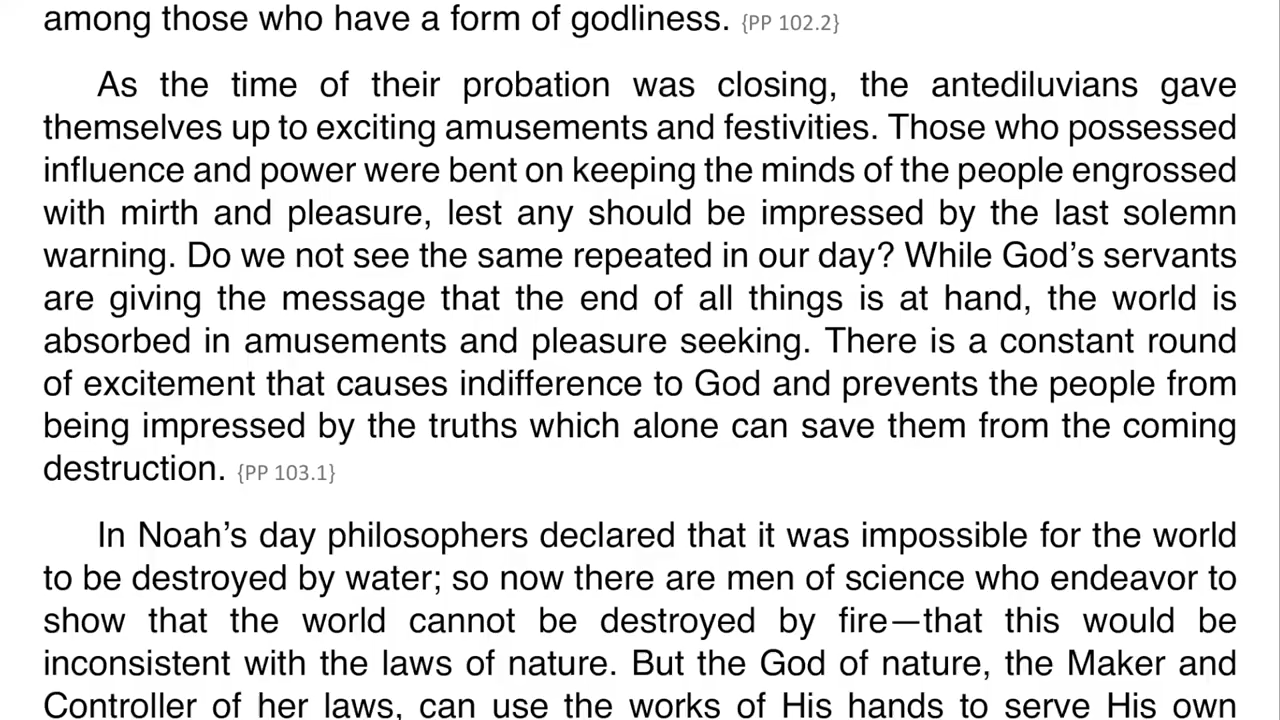 among those who have a form of godliness. {PP 102.2}
As the time of their probation was closing, the antediluvians gave
themselves up to exciting amusements and festivities. Those who possessed
influence and power were bent on keeping the minds of the people engrossed
with mirth and pleasure, lest any should be impressed by the last solemn
warning. Do we not see the same repeated in our day? While God’s servants
are giving the message that the end of all things is at hand, the world is
absorbed in amusements and pleasure seeking. There is a constant round
of excitement that causes indifference to God and prevents the people from
being impressed by the truths which alone can save them from the coming
destruction. {PP 103.1}
In Noah’s day philosophers declared that it was impossible for the world
to be destroyed by water; so now there are men of science who endeavor to
show that the world cannot be destroyed by fire—that this would be
inconsistent with the laws of nature. But the God of nature, the Maker and
Controller of her laws, can use the works of His hands to serve His own